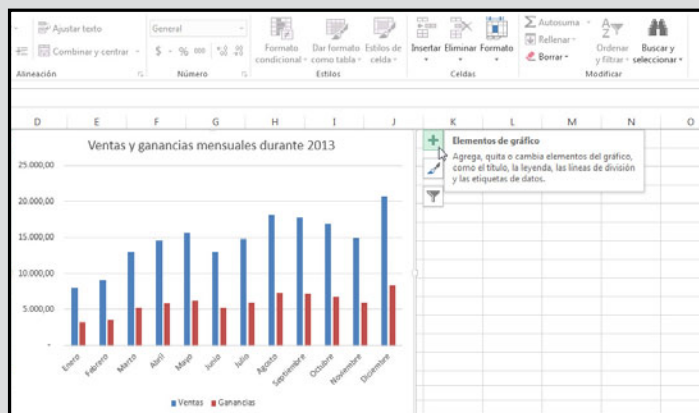 Ajustar texto
Combinar y centrar
Alineación
General
$ - % 000
Número
Formato condicional
Dar formato como tabla
Estilos de celda
Estilos
Insertar
Eliminar
Formato
Celdas
Autosuma
Rellenar
Borrar
Ordenar y filtrar
Buscar y seleccionar
Modificar
D E F G H I J K L M N O
Ventas y ganancias mensuales durante 2013
25.000,00
20.000,00
15.000,00
10.000,00
5.000,00
-
Enero
Febrero
Marzo
Abril
Mayo
Junio
Julio
Agosto
Septiembre
Octubre
Noviembre
Diciembre
Ventas Ganancias
Elementos de gráfico
Agrega, quita o cambia elementos del gráfico,
como el título, la leyenda, las líneas de división
y las etiquetas de datos.